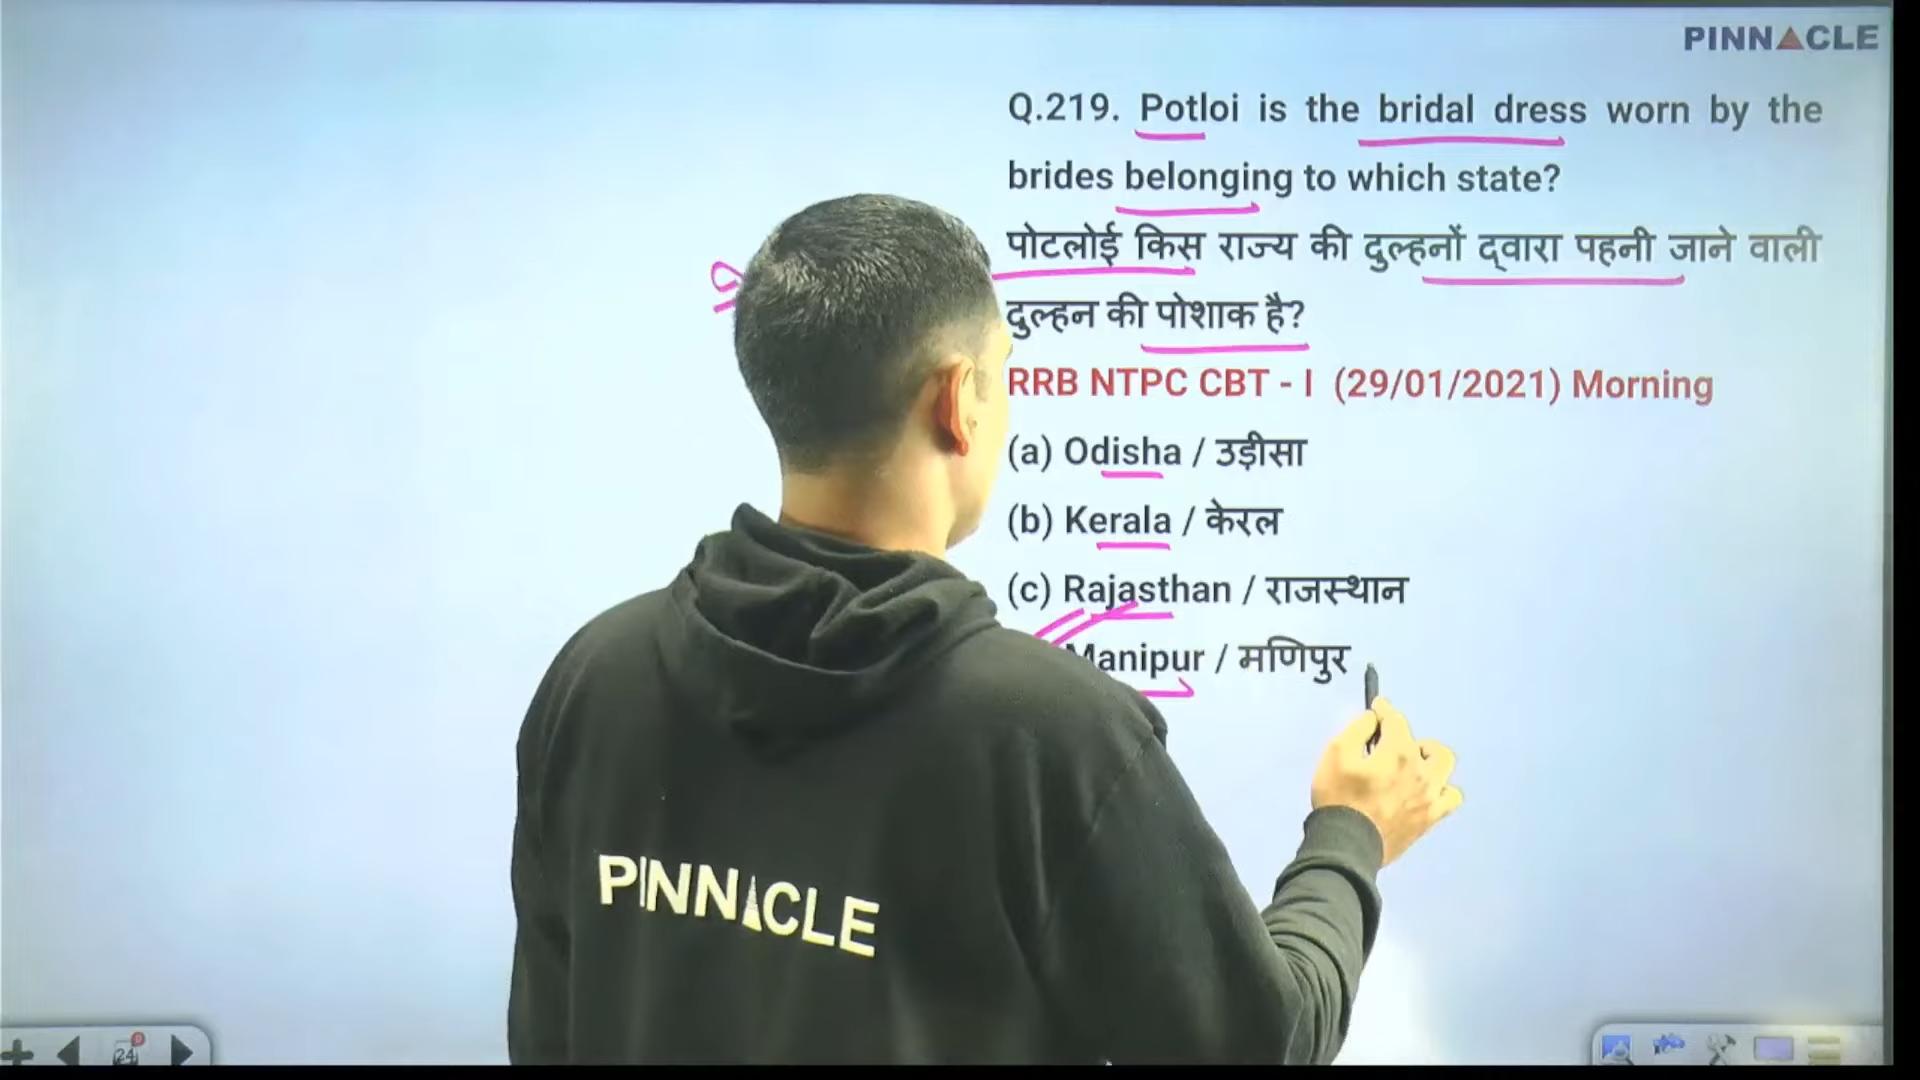 PINNACLE
Q.219. Potloi is the bridal dress worn by the
brides belonging to which state?
पोटलोई किस राज्य की दुल्हनों द्वारा पहनी जाने वाली
दुल्हन की पोशाक है?
RRB NTPC CBT - I (29/01/2021) Morning
(a) Odisha / उड़ीसा
(b) Kerala / केरल
(c) Rajasthan / राजस्थान
Manipur / मणिपुर
PINNACLE
24